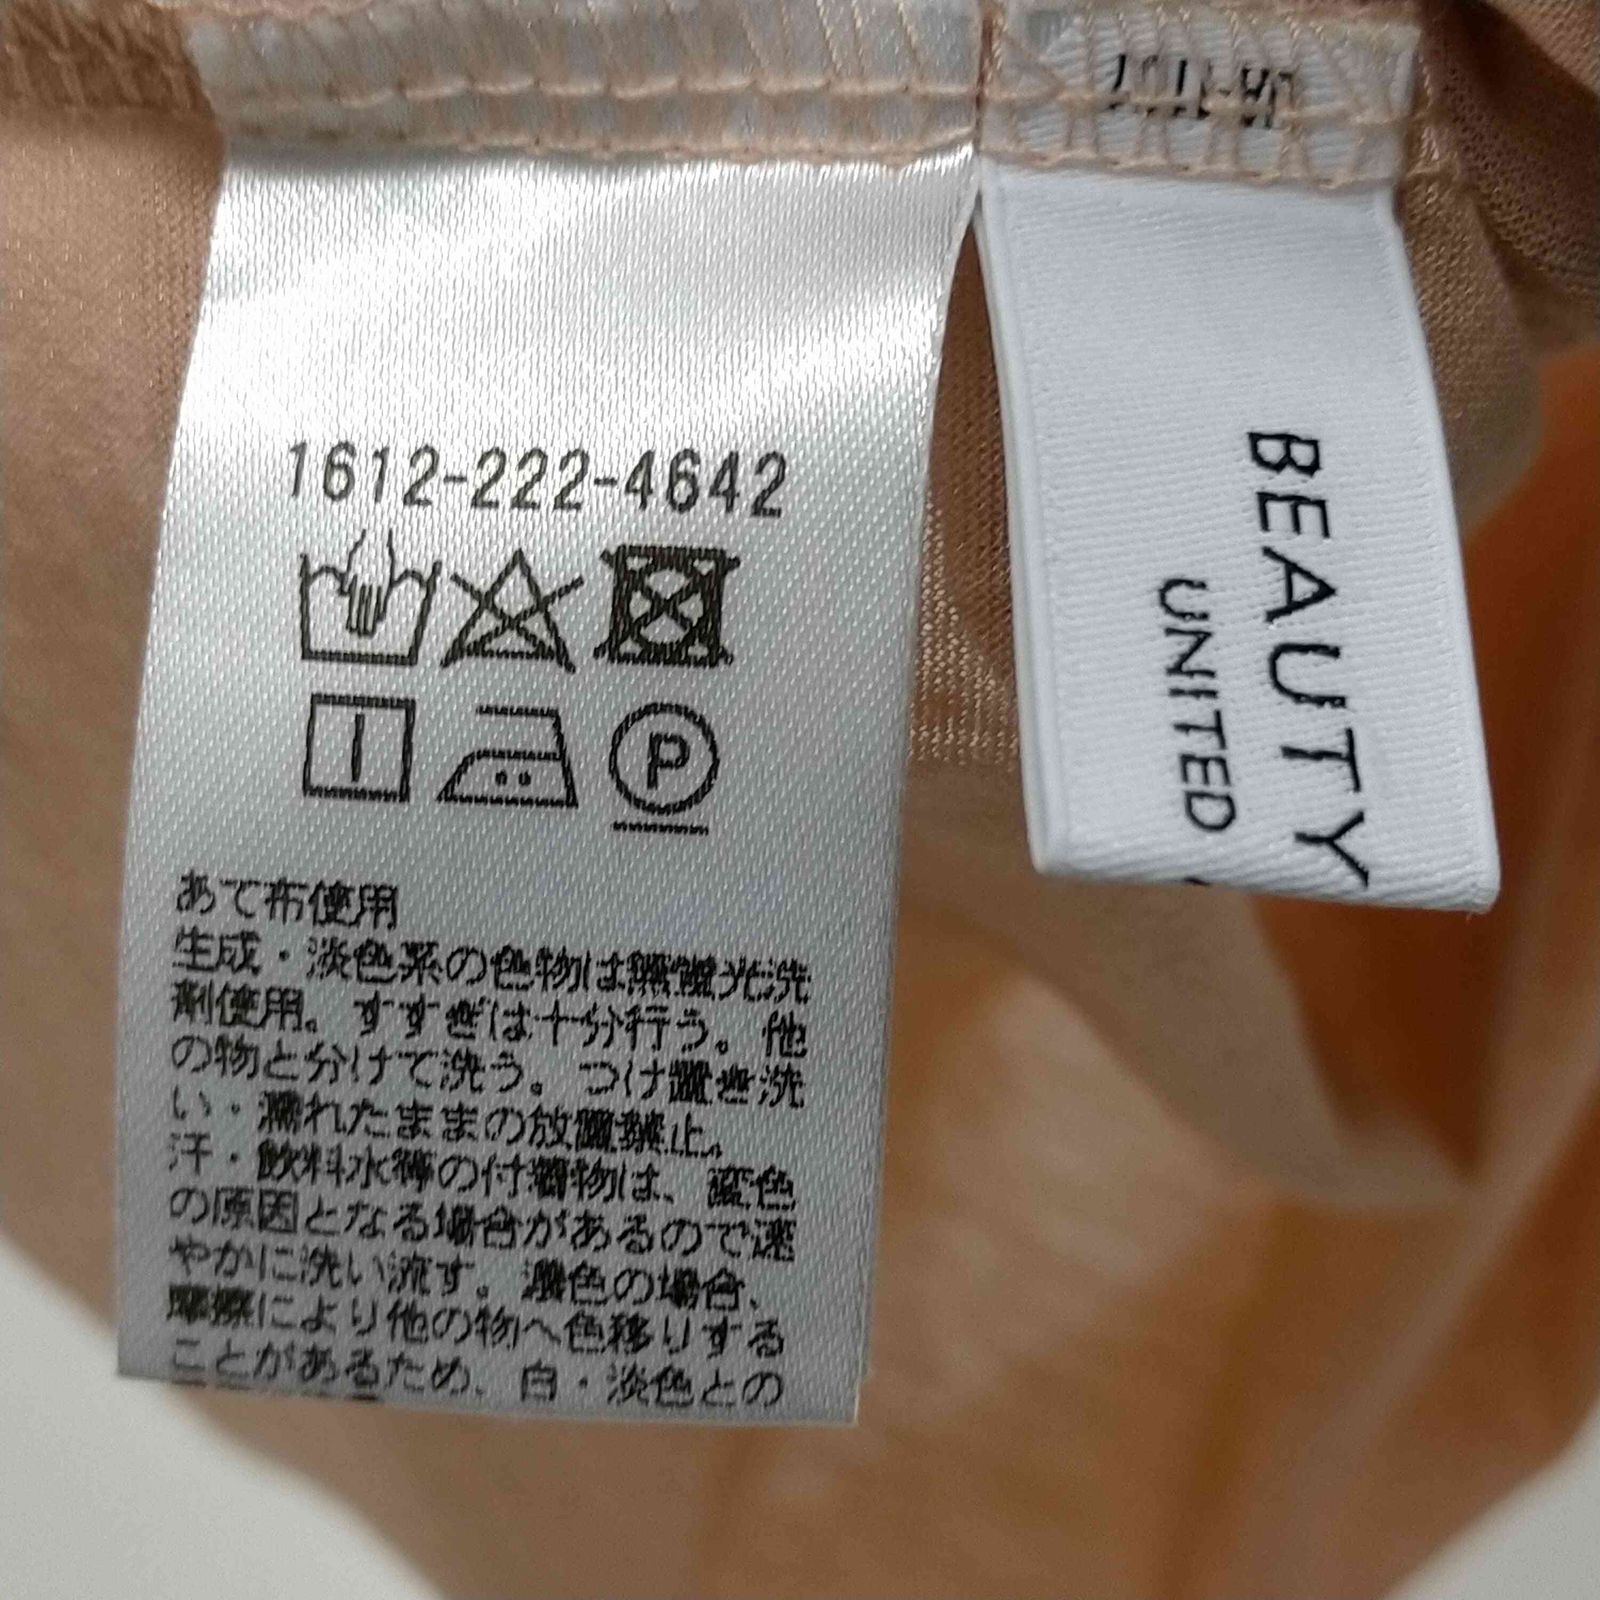 1612-222-4642
P
あて布使用
生成・淡色系の色物は無蛍光洗
剤使用。すすぎは十分行う。他
の物と分けて洗う。つけ置き洗
い・濡れたままの放置禁止。
汗・飲料水等の付着物は、変色
の原因となる場合があるので速
やかに洗い流す。濃色の場合、
摩擦により他の物へ色移りする
ことがあるため、白・淡色との
BEAUTY
UNITED